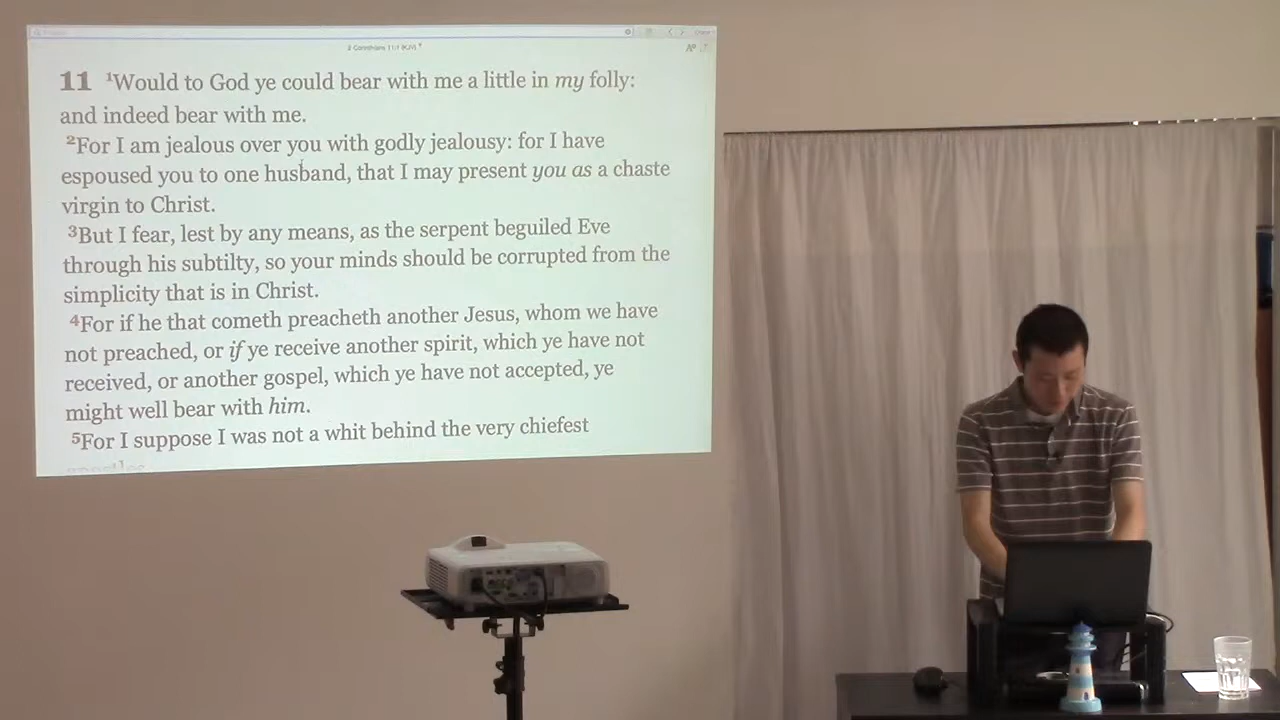 2 Corinthians 11:1 (KJV)
11 1Would to God ye could bear with me a little in my folly:
and indeed bear with me.
2For I am jealous over you with godly jealousy: for I have
espoused you to one husband, that I may present you as a chaste
virgin to Christ.
3But I fear, lest by any means, as the serpent beguiled Eve
through his subtilty, so your minds should be corrupted from the
simplicity that is in Christ.
4For if he that cometh preacheth another Jesus, whom we have
not preached, or if ye receive another spirit, which ye have not
received, or another gospel, which ye have not accepted, ye
might well bear with him.
5For I suppose I was not a whit behind the very chiefest